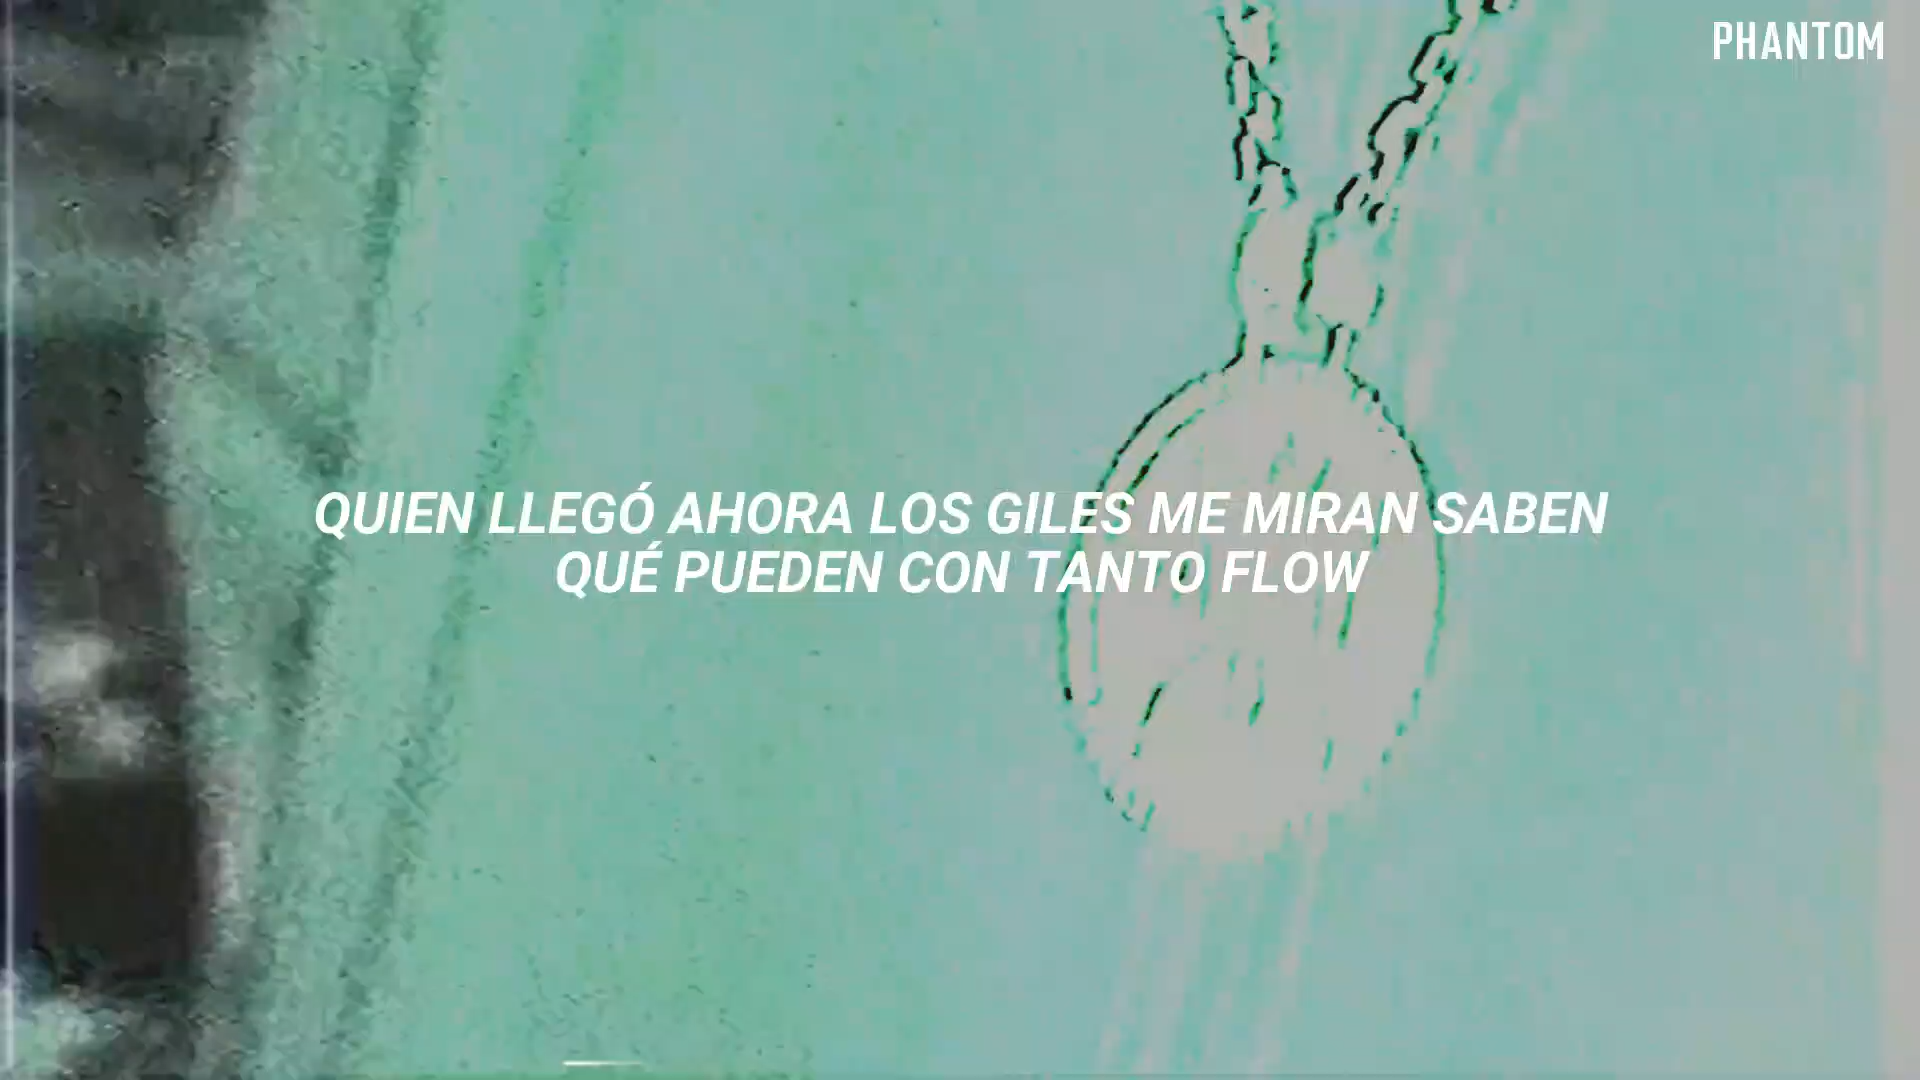 PHANTOM
QUIEN LLEGÓ AHORA LOS GILES ME MIRAN SABEN
QUÉ PUEDEN CON TANTO FLOW